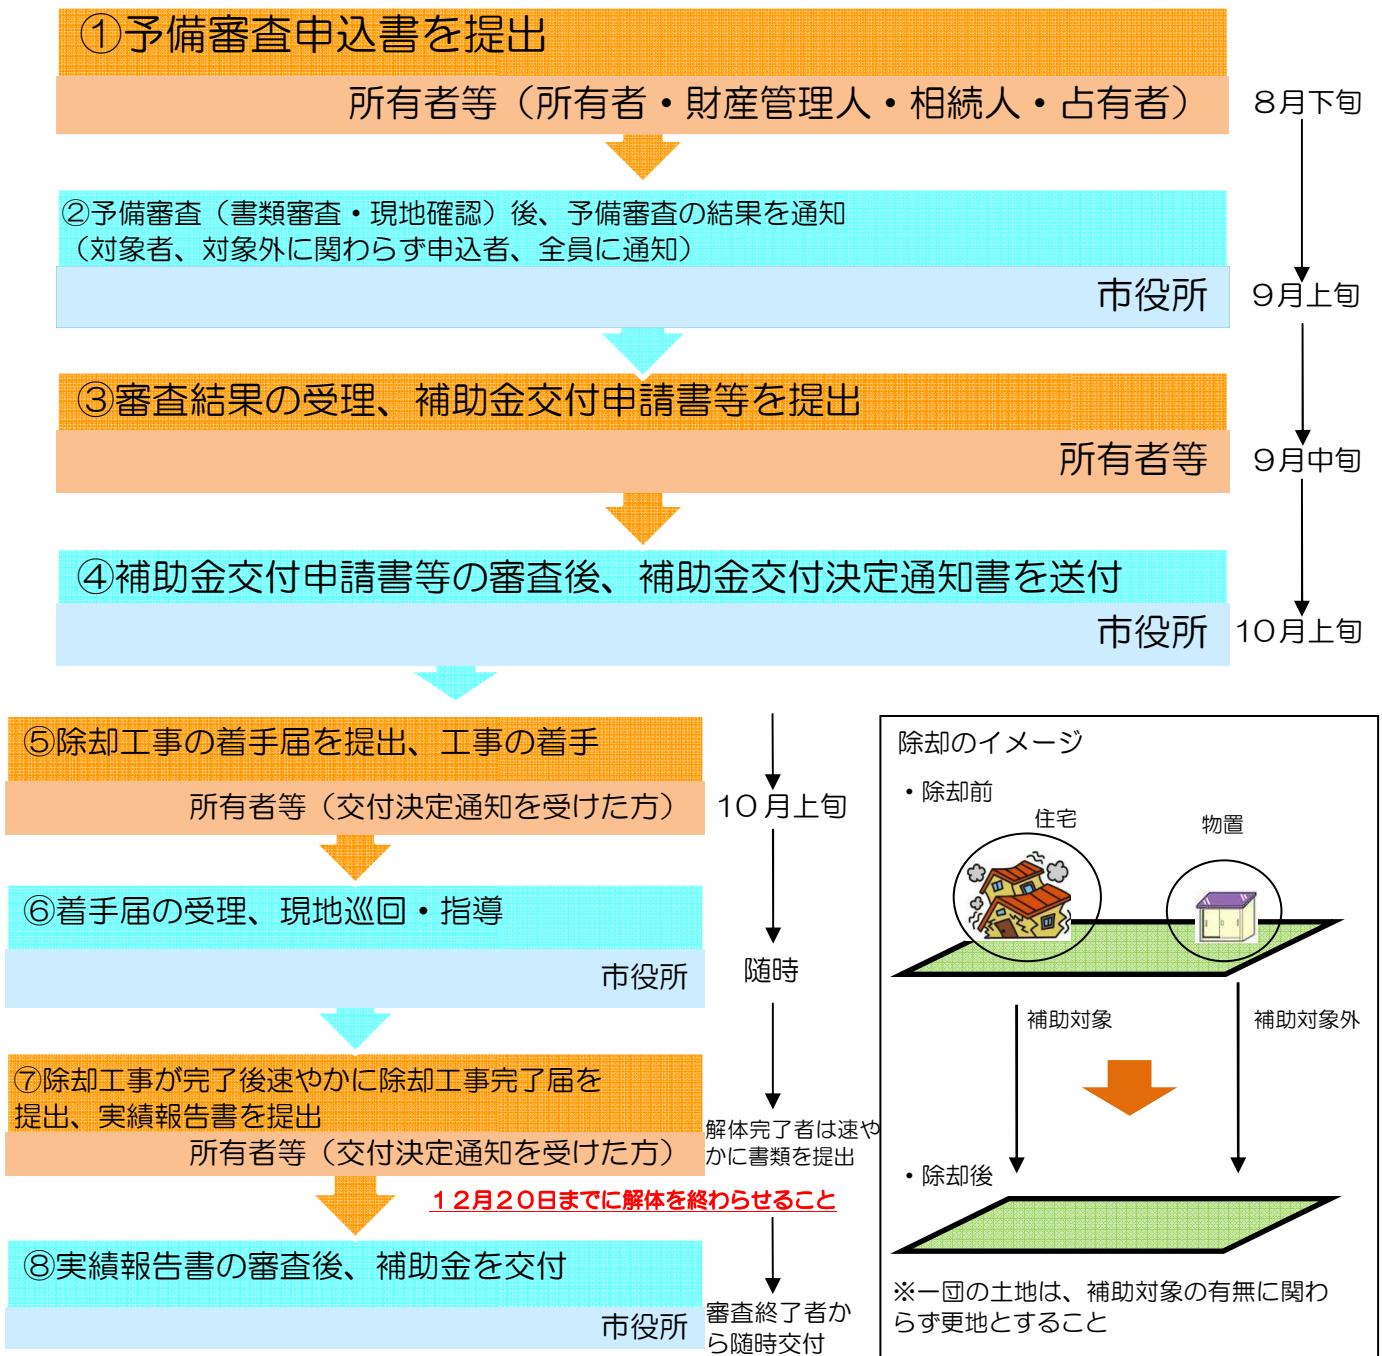 ①予備審査申込書を提出
所有者等(所有者・財産管理人・相続人・占有者)
8月下旬
②予備審査(書類審査・現地確認)後、予備審査の結果を通知
(対象者、対象外に関わらず申込者、全員に通知)
市役所
9月上旬
③審査結果の受理、補助金交付申請書等を提出
所有者等
9月中旬
④補助金交付申請書等の審査後、補助金交付決定通知書を送付
市役所
10月上旬
⑤除却工事の着手届を提出、工事の着手
所有者等(交付決定通知を受けた方)
10月上旬
⑥着手届の受理、現地巡回・指導
市役所
随時
⑦除却工事が完了後速やかに除却工事完了届を
提出、実績報告書を提出
所有者等(交付決定通知を受けた方)
解体完了者は速や
かに書類を提出
12月20日までに解体を終わらせること
⑧実績報告書の審査後、補助金を交付
市役所
審査終了者か
ら随時交付
除却のイメージ
・除却前
住宅
物置
補助対象
補助対象外
・除却後
※一団の土地は、補助対象の有無に関わ
らず更地とすること